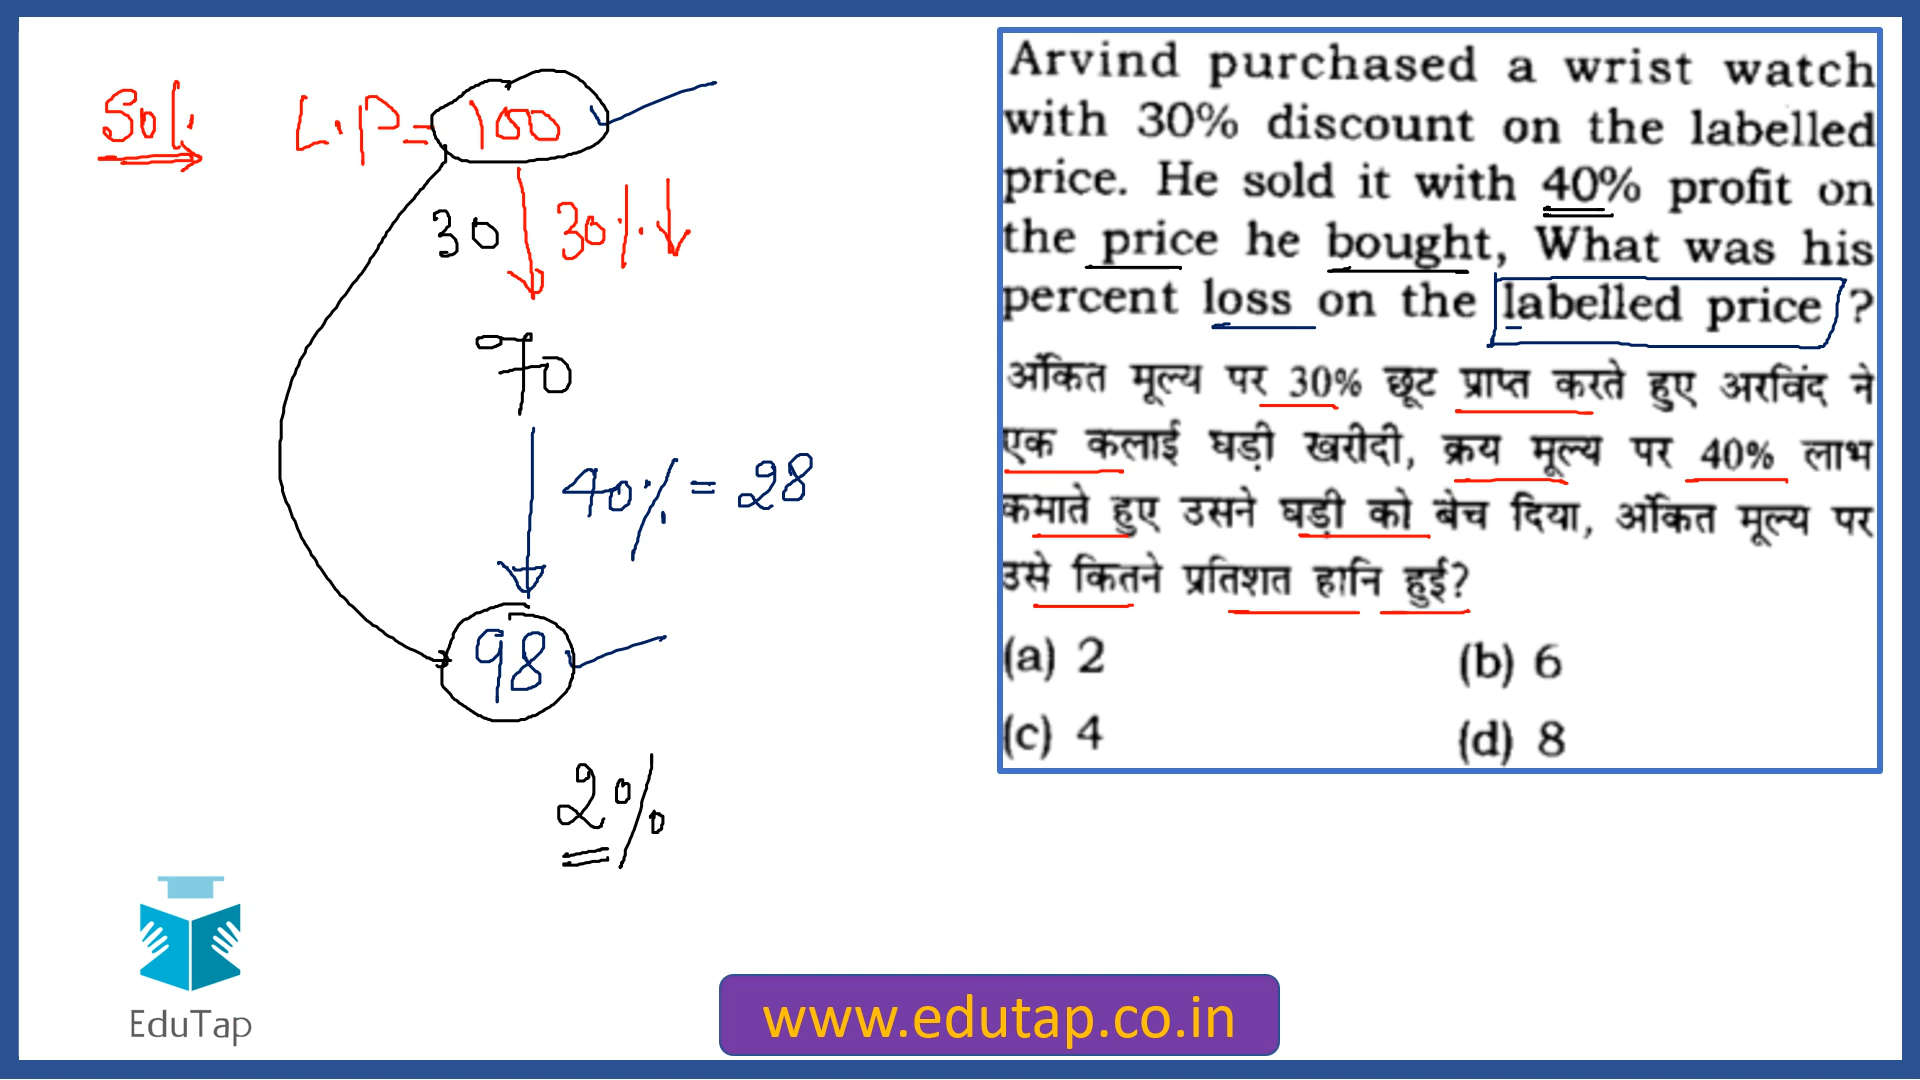 Sol. L.P = 100
30 30% ↓
70
40% = 28
98
2%
Arvind purchased a wrist watch
with 30% discount on the labelled
price. He sold it with 40% profit on
the price he bought, What was his
percent loss on the labelled price ?
अंकित मूल्य पर 30% छूट प्राप्त करते हुए अरविंद ने
एक कलाई घड़ी खरीदी, क्रय मूल्य पर 40% लाभ
कमाते हुए उसने घड़ी को बेच दिया, अंकित मूल्य पर
उसे कितने प्रतिशत हानि हुई?
(a) 2 (b) 6
(c) 4 (d) 8
EduTap
www.edutap.co.in